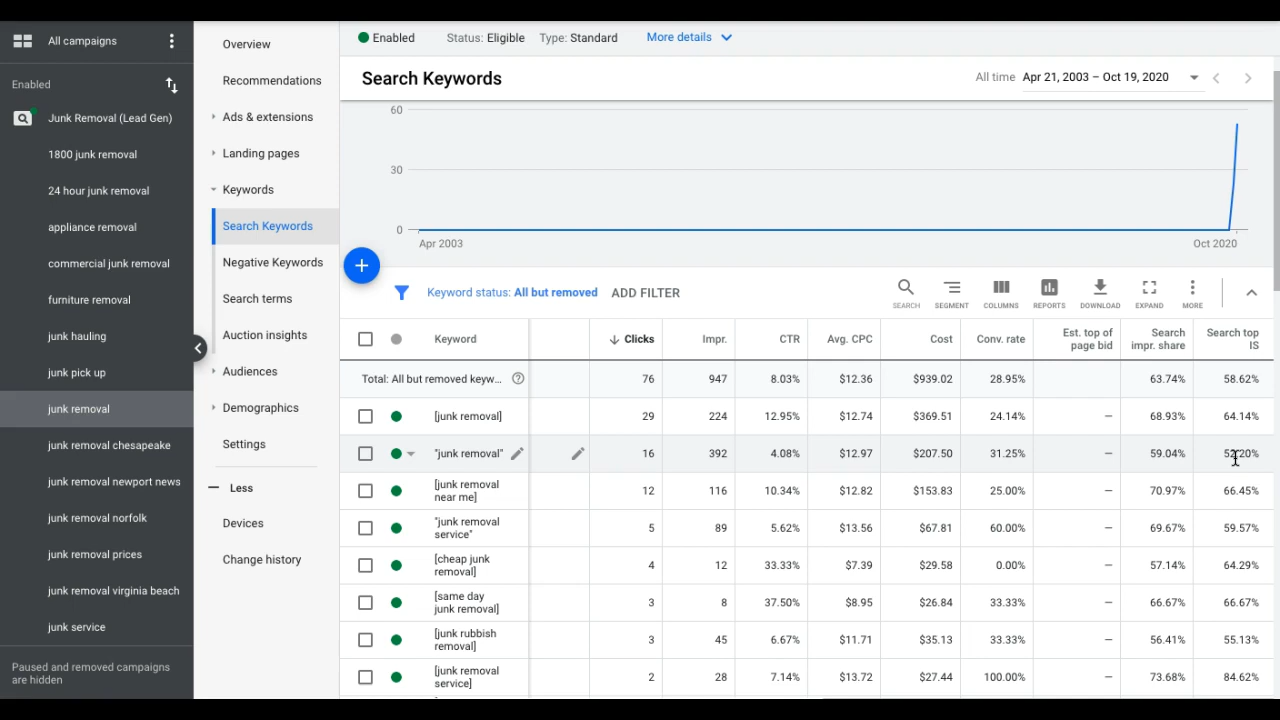 All campaigns
Enabled
Junk Removal (Lead Gen)
1800 junk removal
24 hour junk removal
appliance removal
commercial junk removal
furniture removal
junk hauling
junk pick up
junk removal
junk removal chesapeake
junk removal newport news
junk removal norfolk
junk removal prices
junk removal virginia beach
junk service
Paused and removed campaigns
are hidden
Overview
Recommendations
Ads & extensions
Landing pages
Keywords
Search Keywords
Negative Keywords
Search terms
Auction insights
Audiences
Demographics
Settings
Less
Devices
Change history
Enabled Status: Eligible Type: Standard More details
Search Keywords All time Apr 21, 2003 – Oct 19, 2020
60
30
0
Apr 2003 Oct 2020
Keyword status: All but removed ADD FILTER
SEARCH SEGMENT COLUMNS REPORTS DOWNLOAD EXPAND MORE
Keyword Clicks Impr. CTR Avg. CPC Cost Conv. rate Est. top of page bid Search impr. share Search top IS
Total: All but removed keyw... 76 947 8.03% $12.36 $939.02 28.95% 63.74% 58.62%
[junk removal] 29 224 12.95% $12.74 $369.51 24.14% – 68.93% 64.14%
"junk removal" 16 392 4.08% $12.97 $207.50 31.25% – 59.04%
[junk removal near me] 12 116 10.34% $12.82 $153.83 25.00% – 70.97% 66.45%
"junk removal service" 5 89 5.62% $13.56 $67.81 60.00% – 69.67% 59.57%
[cheap junk removal] 4 12 33.33% $7.39 $29.58 0.00% – 57.14% 64.29%
[same day junk removal] 3 8 37.50% $8.95 $26.84 33.33% – 66.67% 66.67%
[junk rubbish removal] 3 45 6.67% $11.71 $35.13 33.33% – 56.41% 55.13%
[junk removal service] 2 28 7.14% $13.72 $27.44 100.00% – 73.68% 84.62%